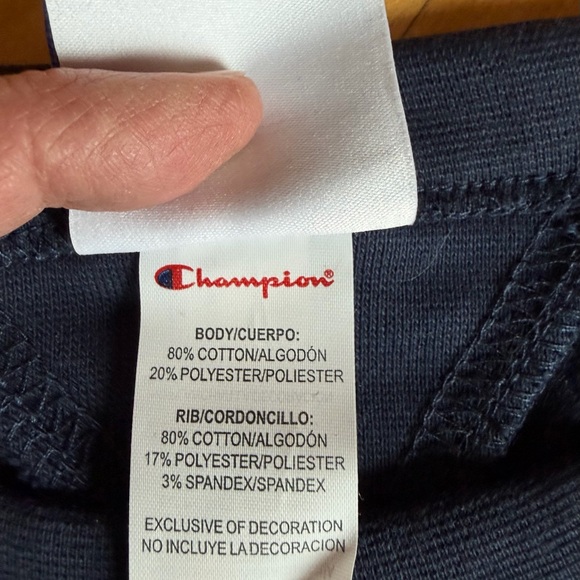 Champion®
BODY/CUERPO:
80% COTTON/ALGODÓN
20% POLYESTER/POLIESTER
RIB/CORDONCILLO:
80% COTTON/ALGODÓN
17% POLYESTER/POLIESTER
3% SPANDEX/SPANDEX
EXCLUSIVE OF DECORATION
NO INCLUYE LA DECORACION